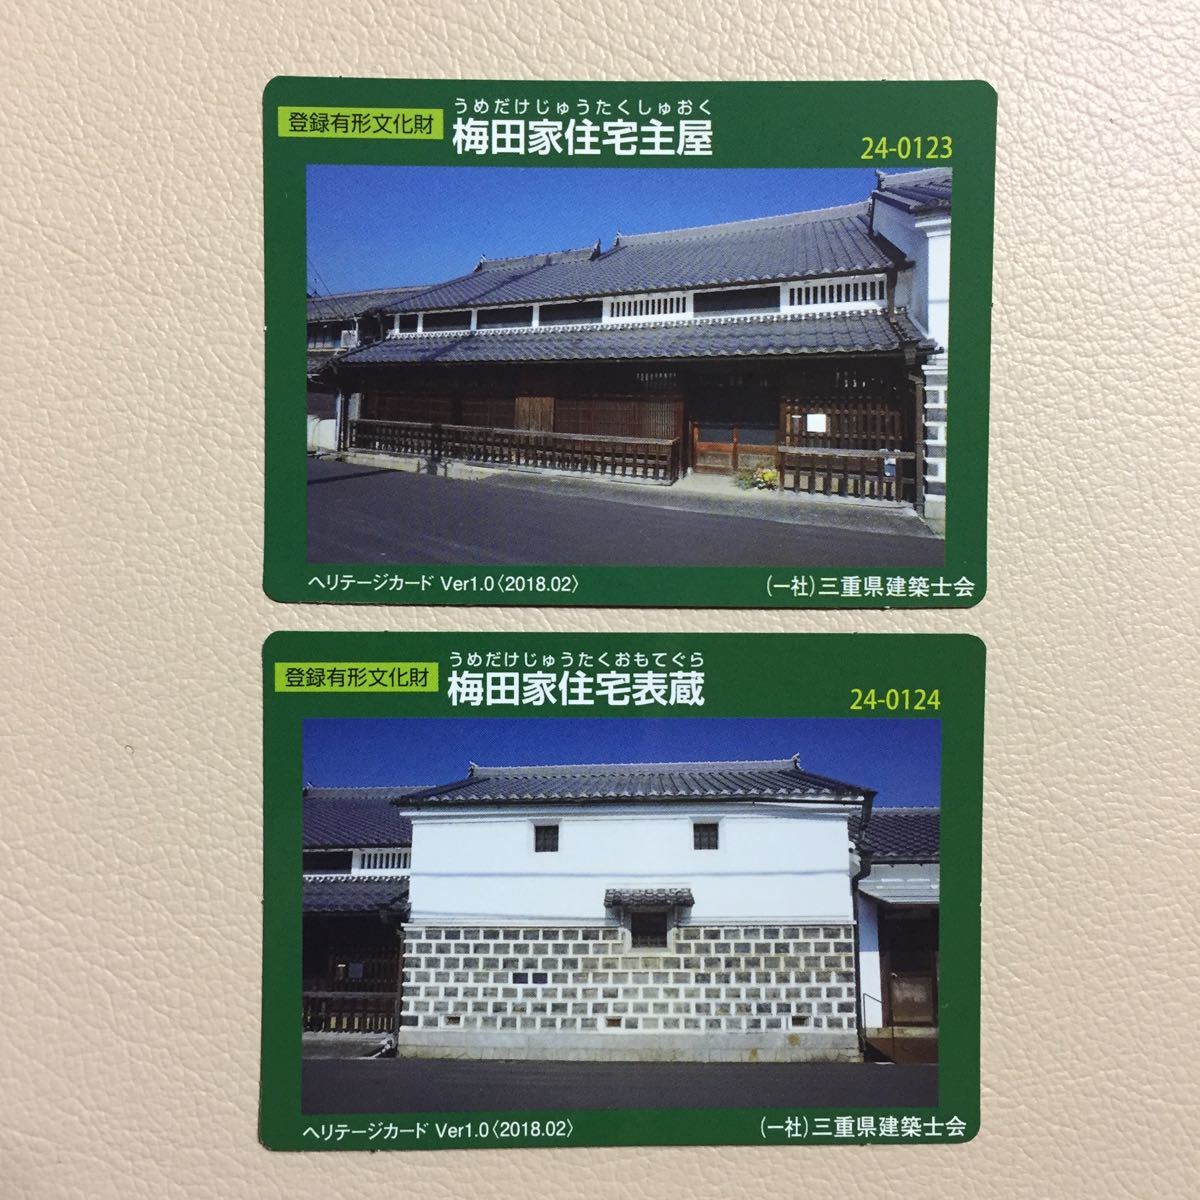 うめだけじゅうたくしゅおく
登録有形文化財 梅田家住宅主屋 24-0123
ヘリテージカード Ver1.0〈2018.02〉 (一社)三重県建築士会
うめだけじゅうたくおもてぐら
登録有形文化財 梅田家住宅表蔵 24-0124
ヘリテージカード Ver1.0〈2018.02〉 (一社)三重県建築士会